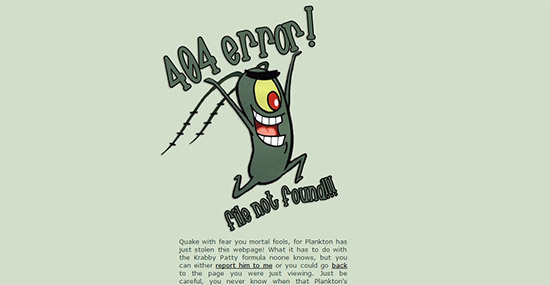 404 error!
file not found!!!
Quake with fear you mortal fools, for Plankton has
just stolen this webpage! What it has to do with
the Krabby Patty formula noone knows, but you
can either report him to me or you could go back
to the page you were just viewing. Just be
careful, you never know when that Plankton's